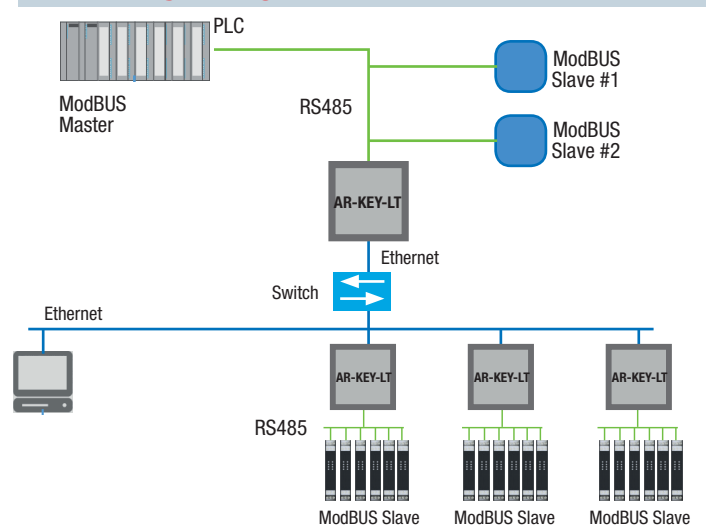 PLC
ModBUS
Master
RS485
ModBUS
Slave #1
ModBUS
Slave #2
AR-KEY-LT
Ethernet
Switch
Ethernet
AR-KEY-LT
AR-KEY-LT
AR-KEY-LT
RS485
ModBUS Slave
ModBUS Slave
ModBUS Slave